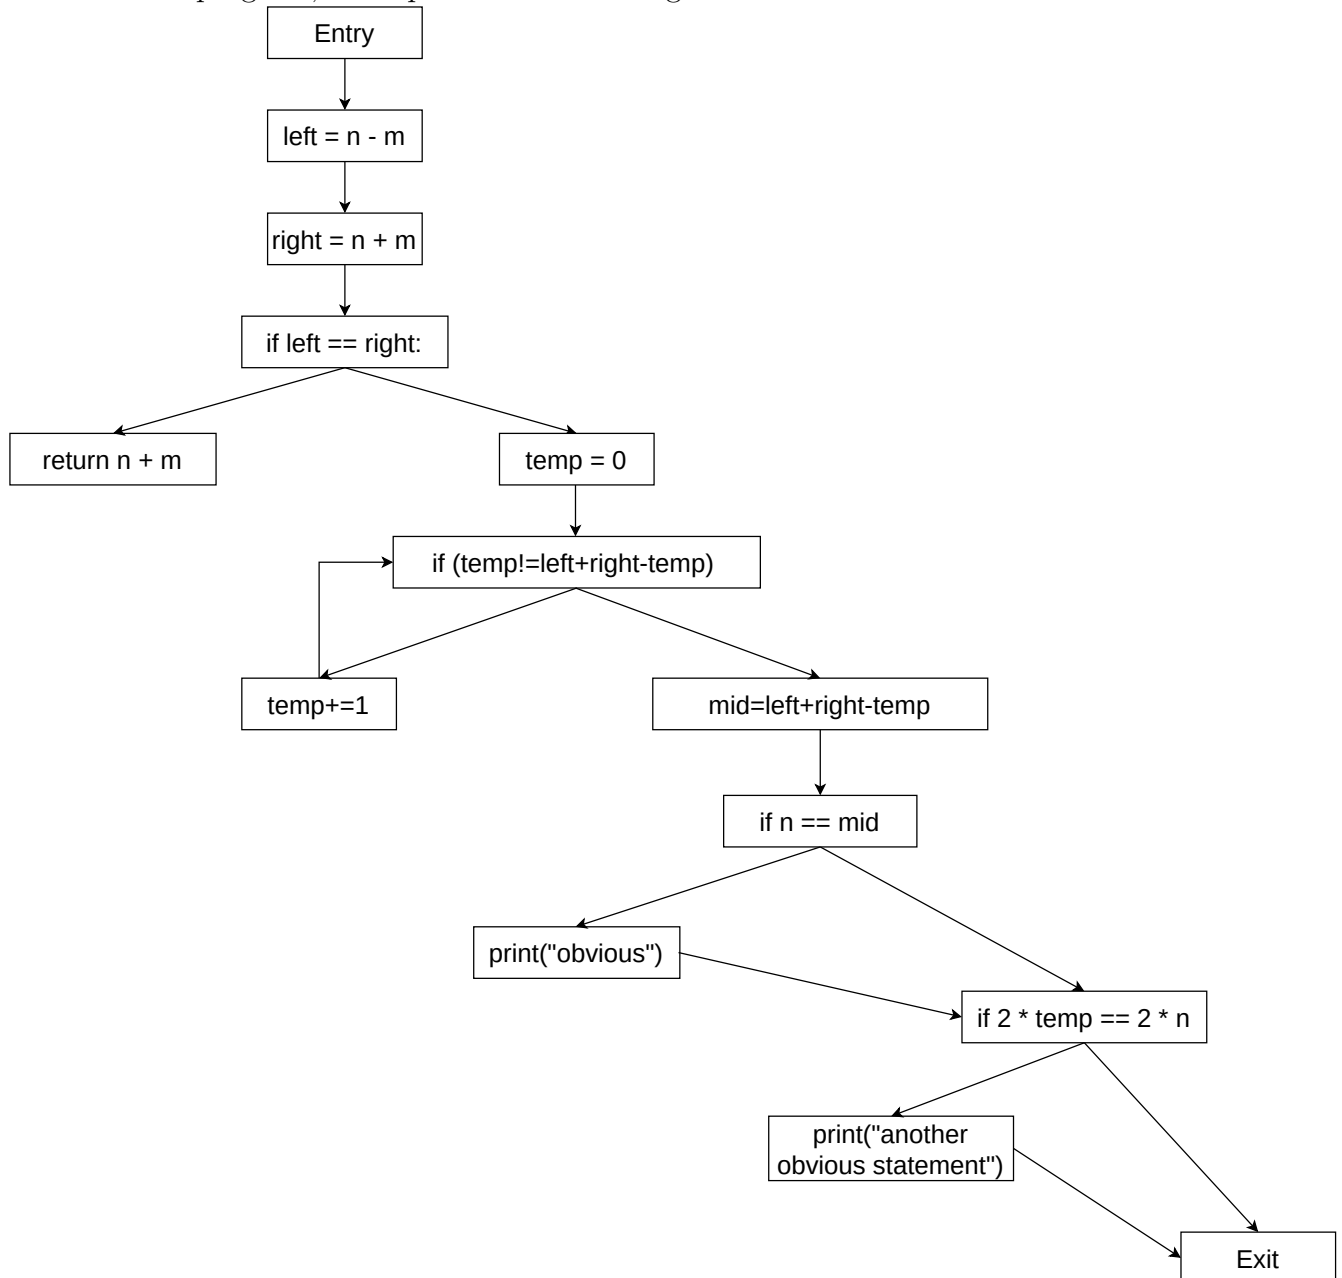 Entry
left = n - m
right = n + m
if left == right:
return n + m
temp = 0
if (temp!=left+right-temp)
temp+=1
mid=left+right-temp
if n == mid
print("obvious")
if 2 * temp == 2 * n
print("another
obvious statement")
Exit